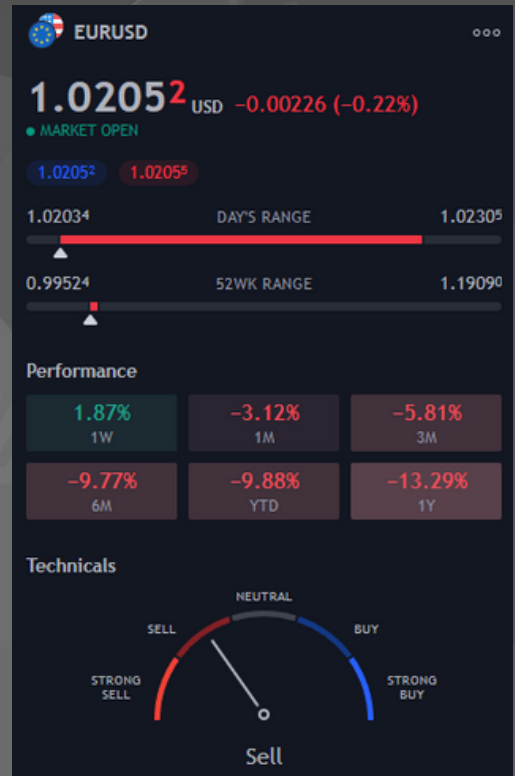 EURUSD
1.02052 USD −0.00226 (−0.22%)
MARKET OPEN
1.02052 1.02055
1.02034 DAY'S RANGE 1.02305
0.99524 52WK RANGE 1.19090
Performance
1.87% −3.12% −5.81%
1W 1M 3M
−9.77% −9.88% −13.29%
6M YTD 1Y
Technicals
NEUTRAL
SELL BUY
STRONG SELL STRONG BUY
Sell